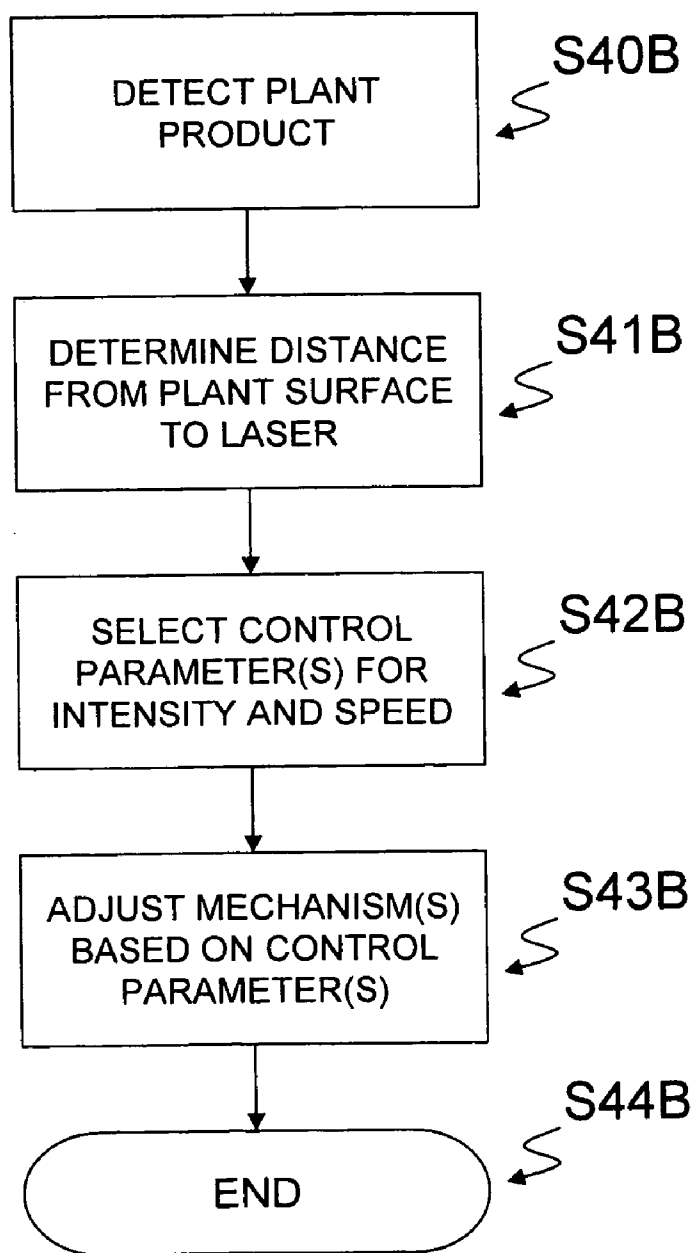 DETECT PLANT
PRODUCT
S40B
DETERMINE DISTANCE
FROM PLANT SURFACE
TO LASER
S41B
SELECT CONTROL
PARAMETER(S) FOR
INTENSITY AND SPEED
S42B
ADJUST MECHANISM(S)
BASED ON CONTROL
PARAMETER(S)
S43B
END
S44B